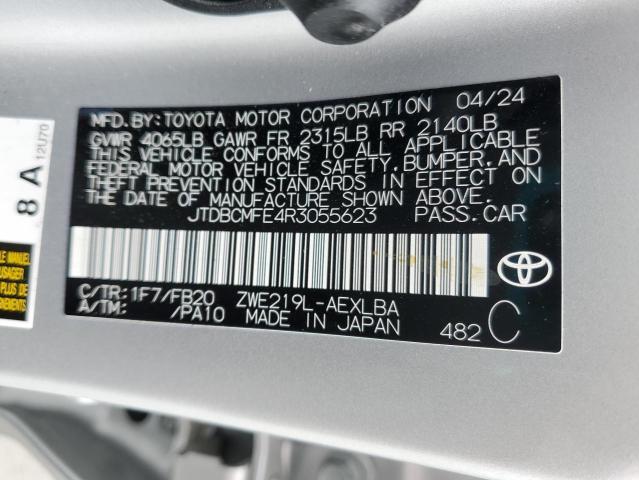 MFD. BY: TOYOTA MOTOR CORPORATION 04/24
GVWR 4065LB GAWR FR 2315LB RR 2140LB
THIS VEHICLE CONFORMS TO ALL APPLICABLE
FEDERAL MOTOR VEHICLE SAFETY, BUMPER, AND
THEFT PREVENTION STANDARDS IN EFFECT ON
THE DATE OF MANUFACTURE SHOWN ABOVE.
JTDBCMFE4R3055623 PASS. CAR
C/TR: 1F7/FB20 ZWE219L-AEXLBA
A/TM: /PA10 MADE IN JAPAN 482 C
8 A
12U70